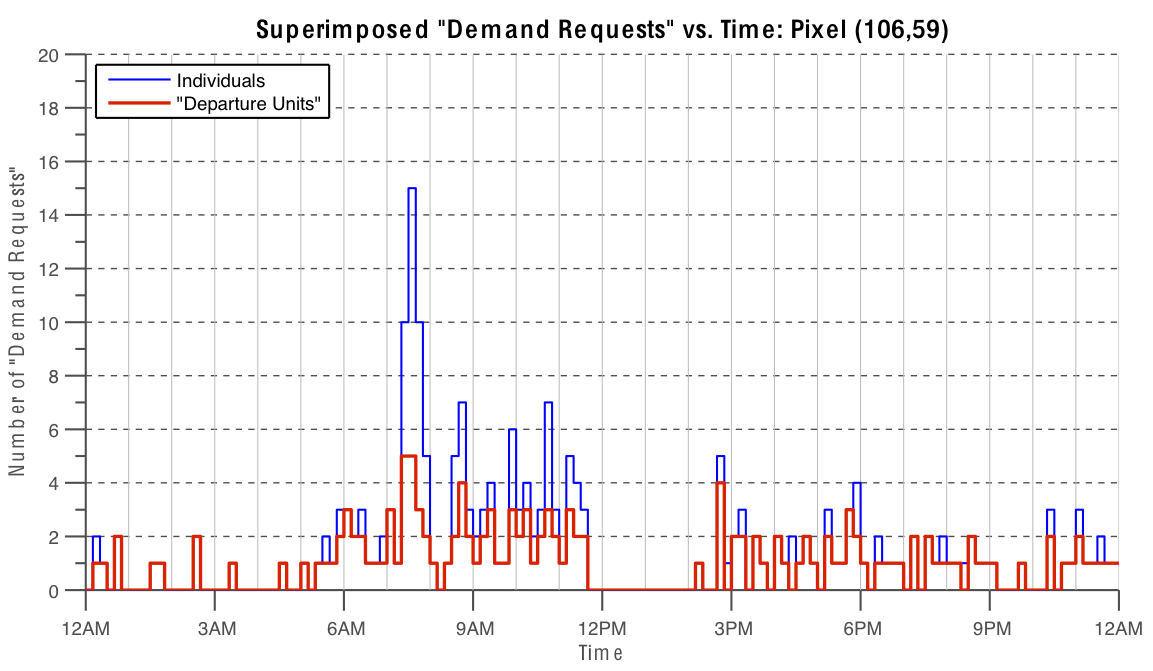 Superimposed "Demand Requests" vs. Time: Pixel (106,59)
Individuals
"Departure Units"
Number of "Demand Requests"
20
18
16
14
12
10
8
6
4
2
0
12AM 3AM 6AM 9AM 12PM 3PM 6PM 9PM 12AM
Time